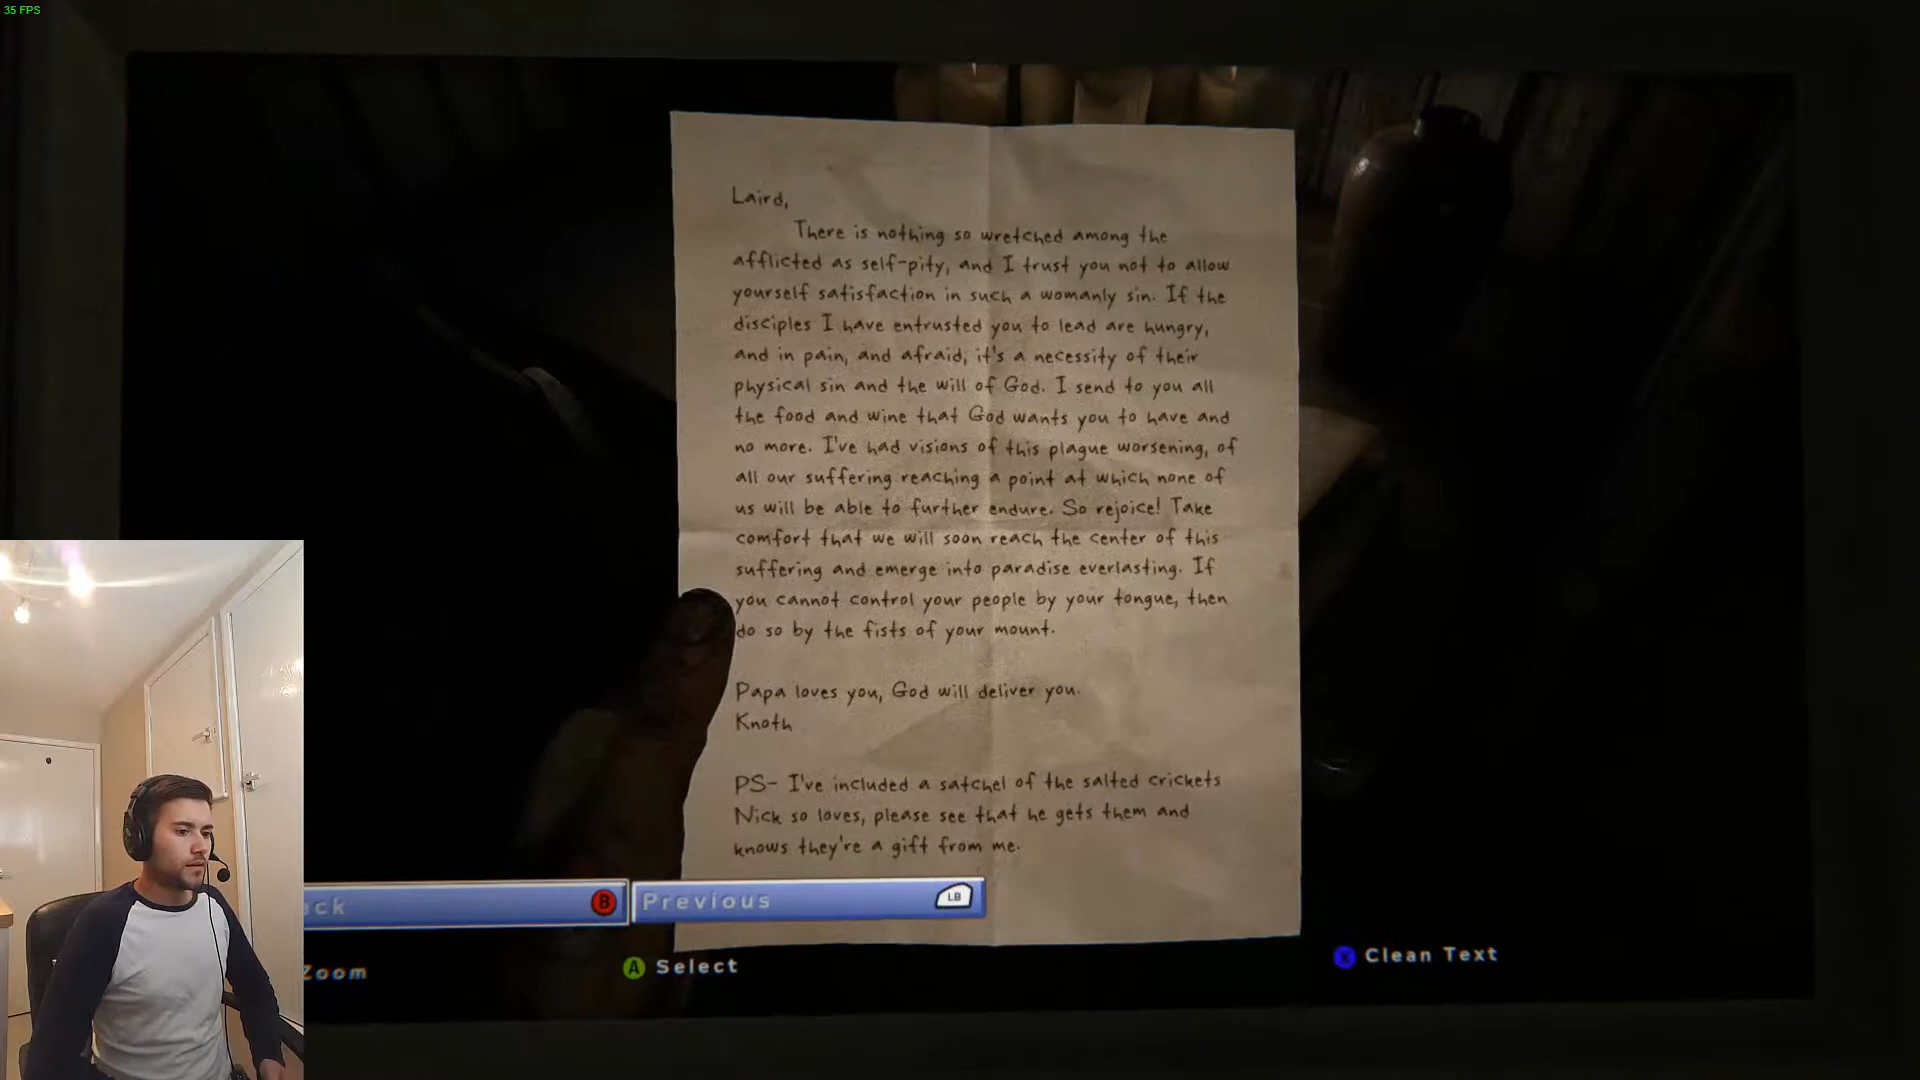 35 FPS
Laird,
There is nothing so wretched among the
afflicted as self-pity, and I trust you not to allow
yourself satisfaction in such a womanly sin. If the
disciples I have entrusted you to lead are hungry,
and in pain, and afraid, it's a necessity of their
physical sin and the will of God. I send to you all
the food and wine that God wants you to have and
no more. I've had visions of this plague worsening, of
all our suffering reaching a point at which none of
us will be able to further endure. So rejoice! Take
comfort that we will soon reach the center of this
suffering and emerge into paradise everlasting. If
you cannot control your people by your tongue, then
do so by the fists of your mount.
Papa loves you, God will deliver you.
Knoth
PS- I've included a satchel of the salted crickets
Nick so loves, please see that he gets them and
knows they're a gift from me.
ck B Previous LB
Zoom A Select X Clean Text